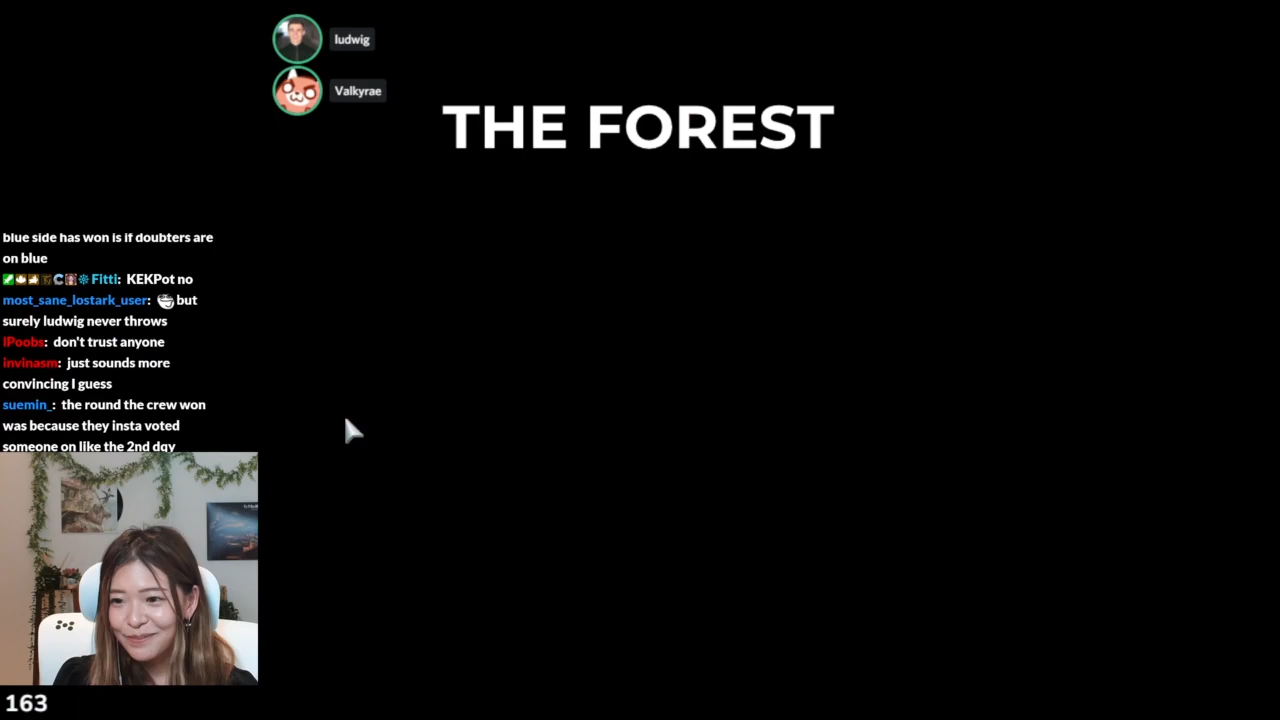 ludwig
Valkyrae
THE FOREST
blue side has won is if doubters are
on blue
Fitti: KEKPot no
most_sane_lostark_user: but
surely ludwig never throws
IPoobs: don't trust anyone
invinasm: just sounds more
convincing I guess
suemin_: the round the crew won
was because they insta voted
someone on like the 2nd dqy
163